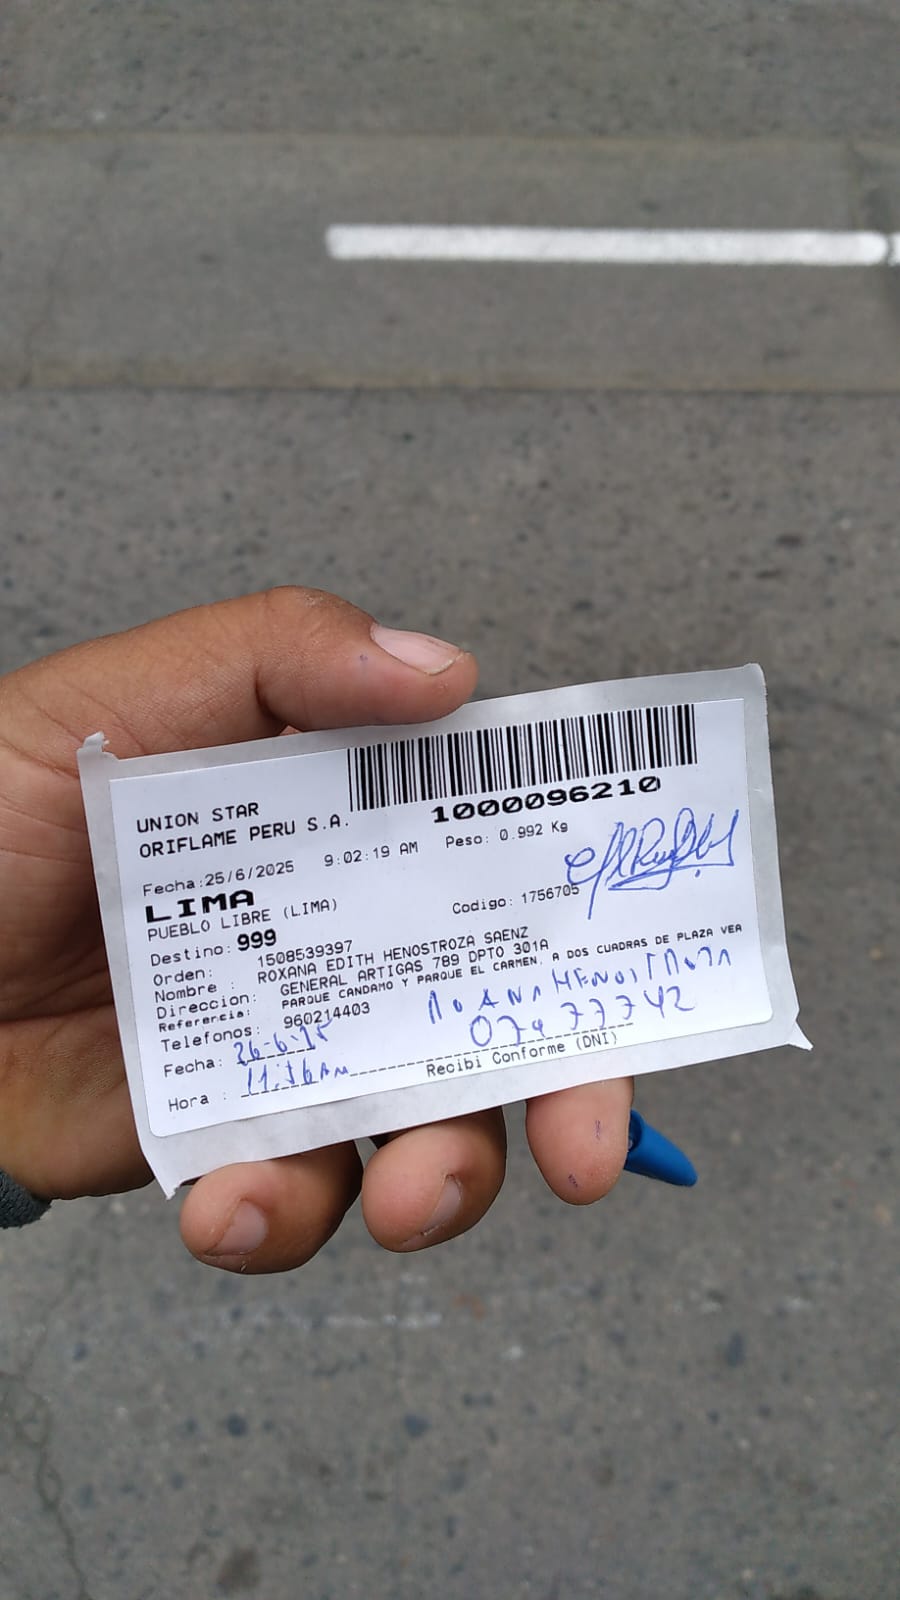 1000096210
UNION STAR
ORIFLAME PERU S.A.
Fecha:25/6/2025 9:02:19 AM Peso: 0.992 Kg
LIMA
PUEBLO LIBRE (LIMA)
Destino: 999 Codigo: 1756705
Orden: 1508539397
Nombre : ROXANA EDITH HENOSTROZA SAENZ
Direccion: GENERAL ARTIGAS 789 DPTO 301A
Referencia: PARQUE CANDAMO Y PARQUE EL CARMEN, A DOS CUADRAS DE PLAZA VEA
Telefonos: 960214403
Fecha: 26-6-25 07477742
Hora : 11:16 AM
Recibi Conforme (DNI)